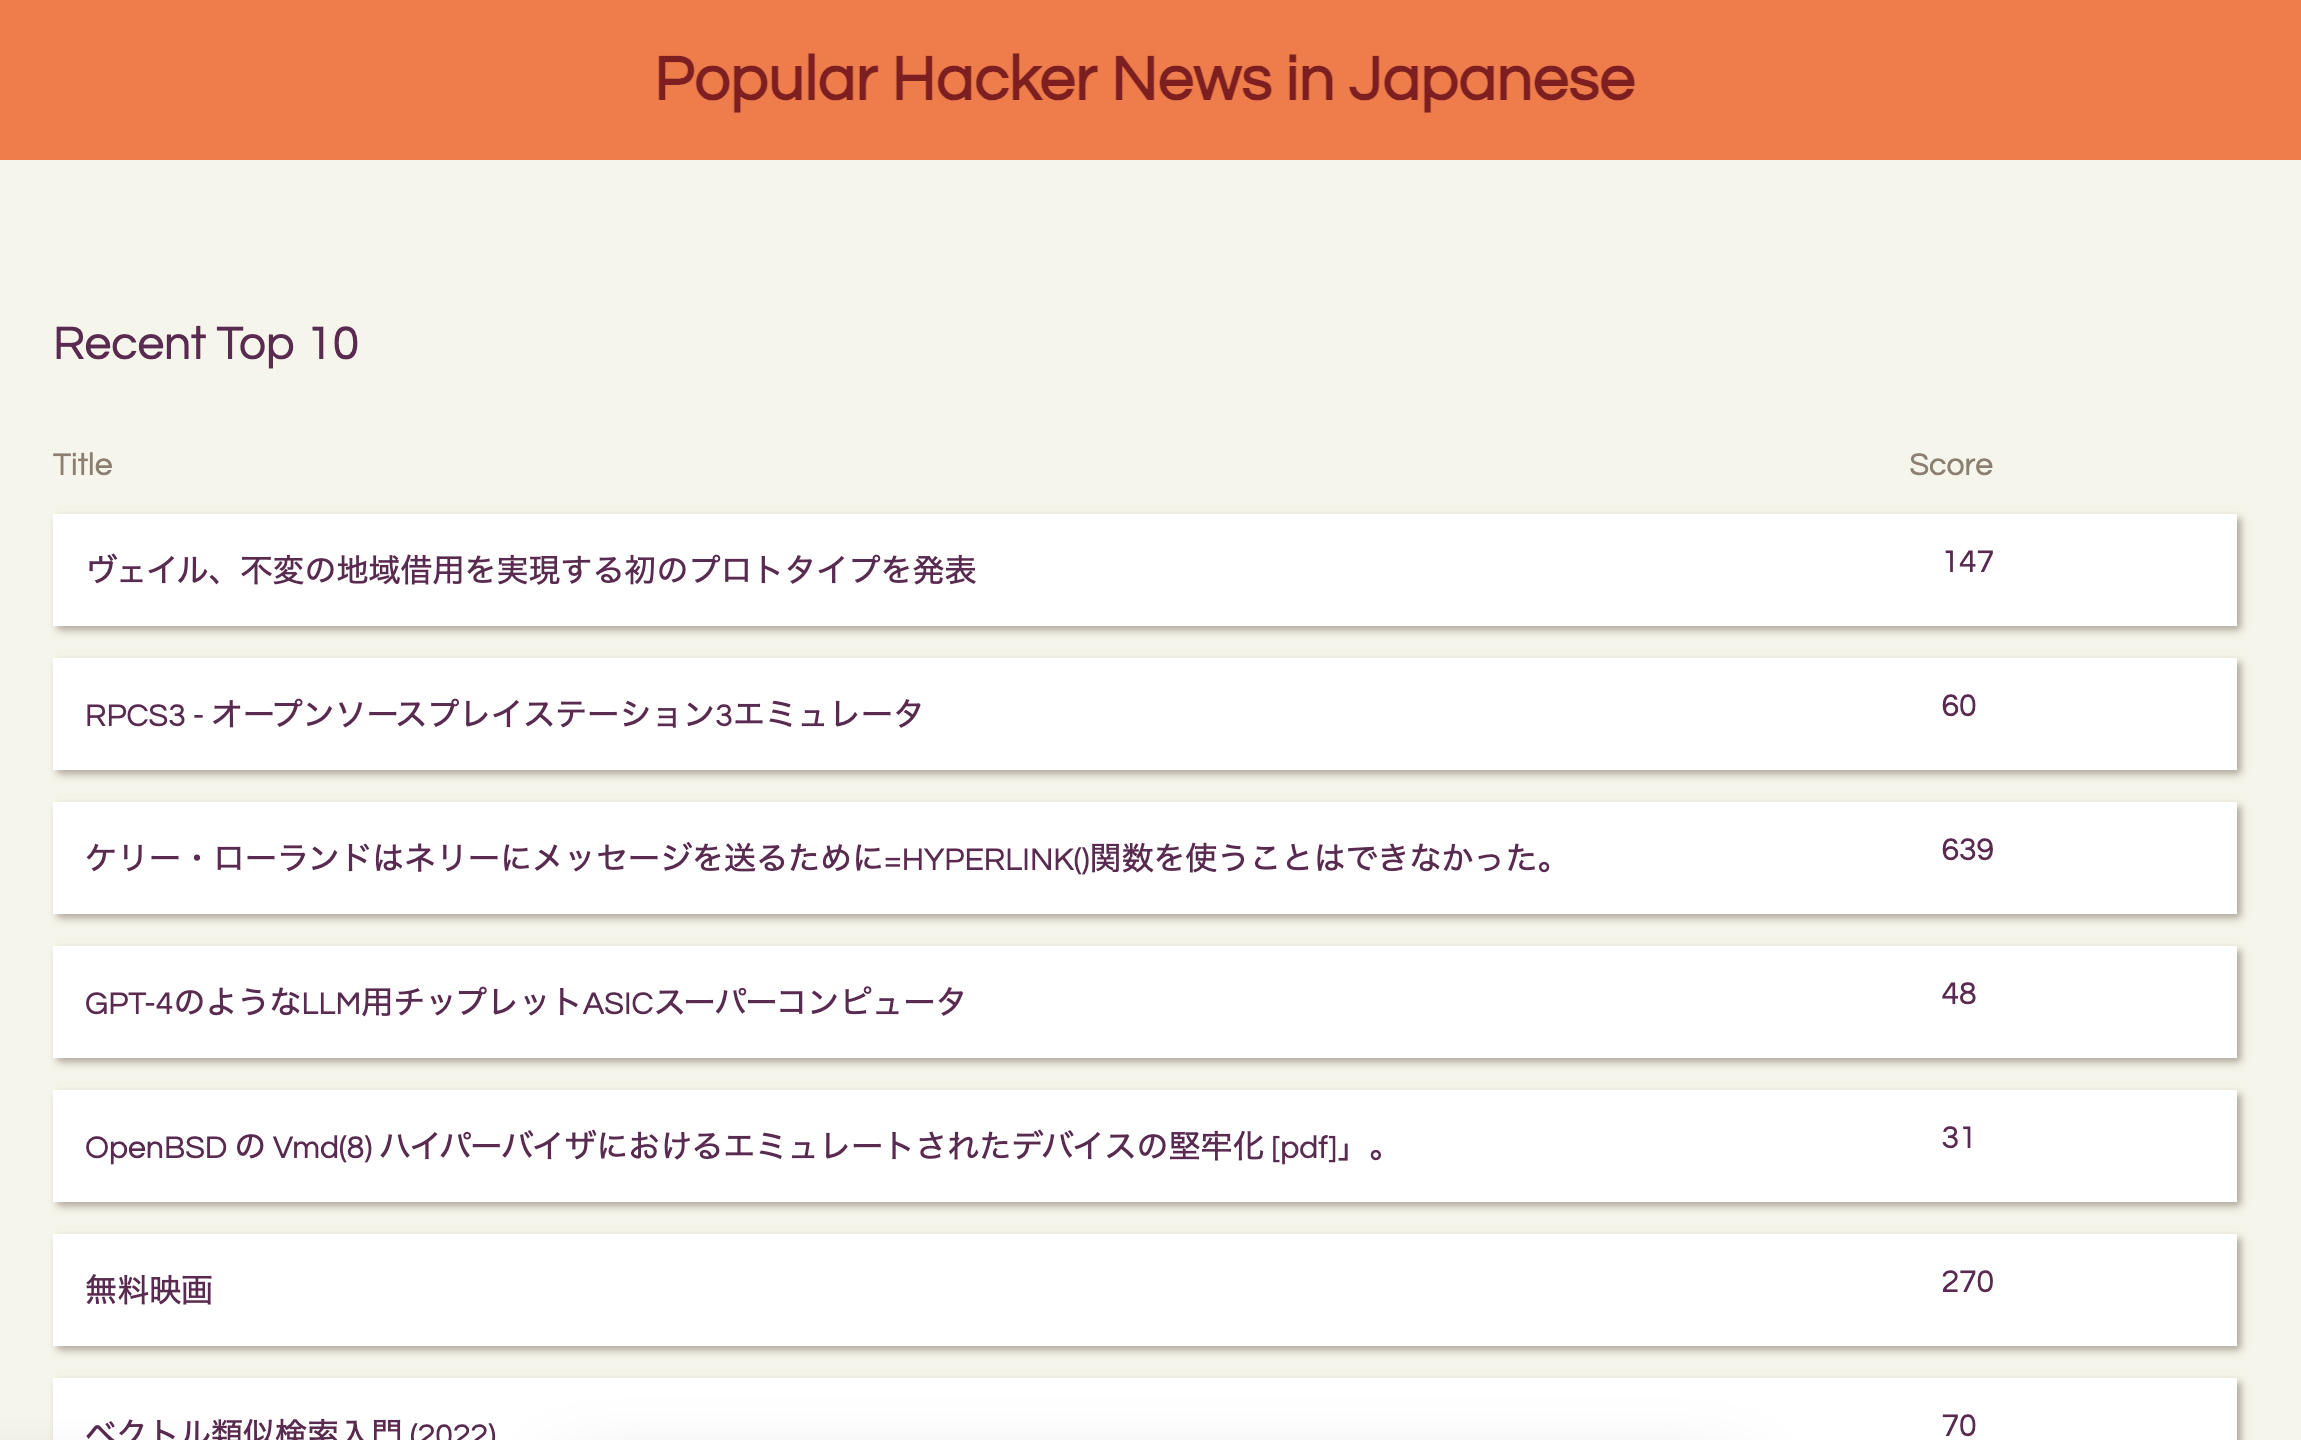 Popular Hacker News in Japanese
Recent Top 10
Title Score
ヴェイル、不変の地域借用を実現する初のプロトタイプを発表 147
RPCS3 - オープンソースプレイステーション3エミュレータ 60
ケリー・ローランドはネリーにメッセージを送るために=HYPERLINK()関数を使うことはできなかった。 639
GPT-4のようなLLM用チップレットASICスーパーコンピュータ 48
OpenBSD の Vmd(8) ハイパーバイザにおけるエミュレートされたデバイスの堅牢化 [pdf]」。 31
無料映画 270
ベクトル類似検索入門 (2022) 70